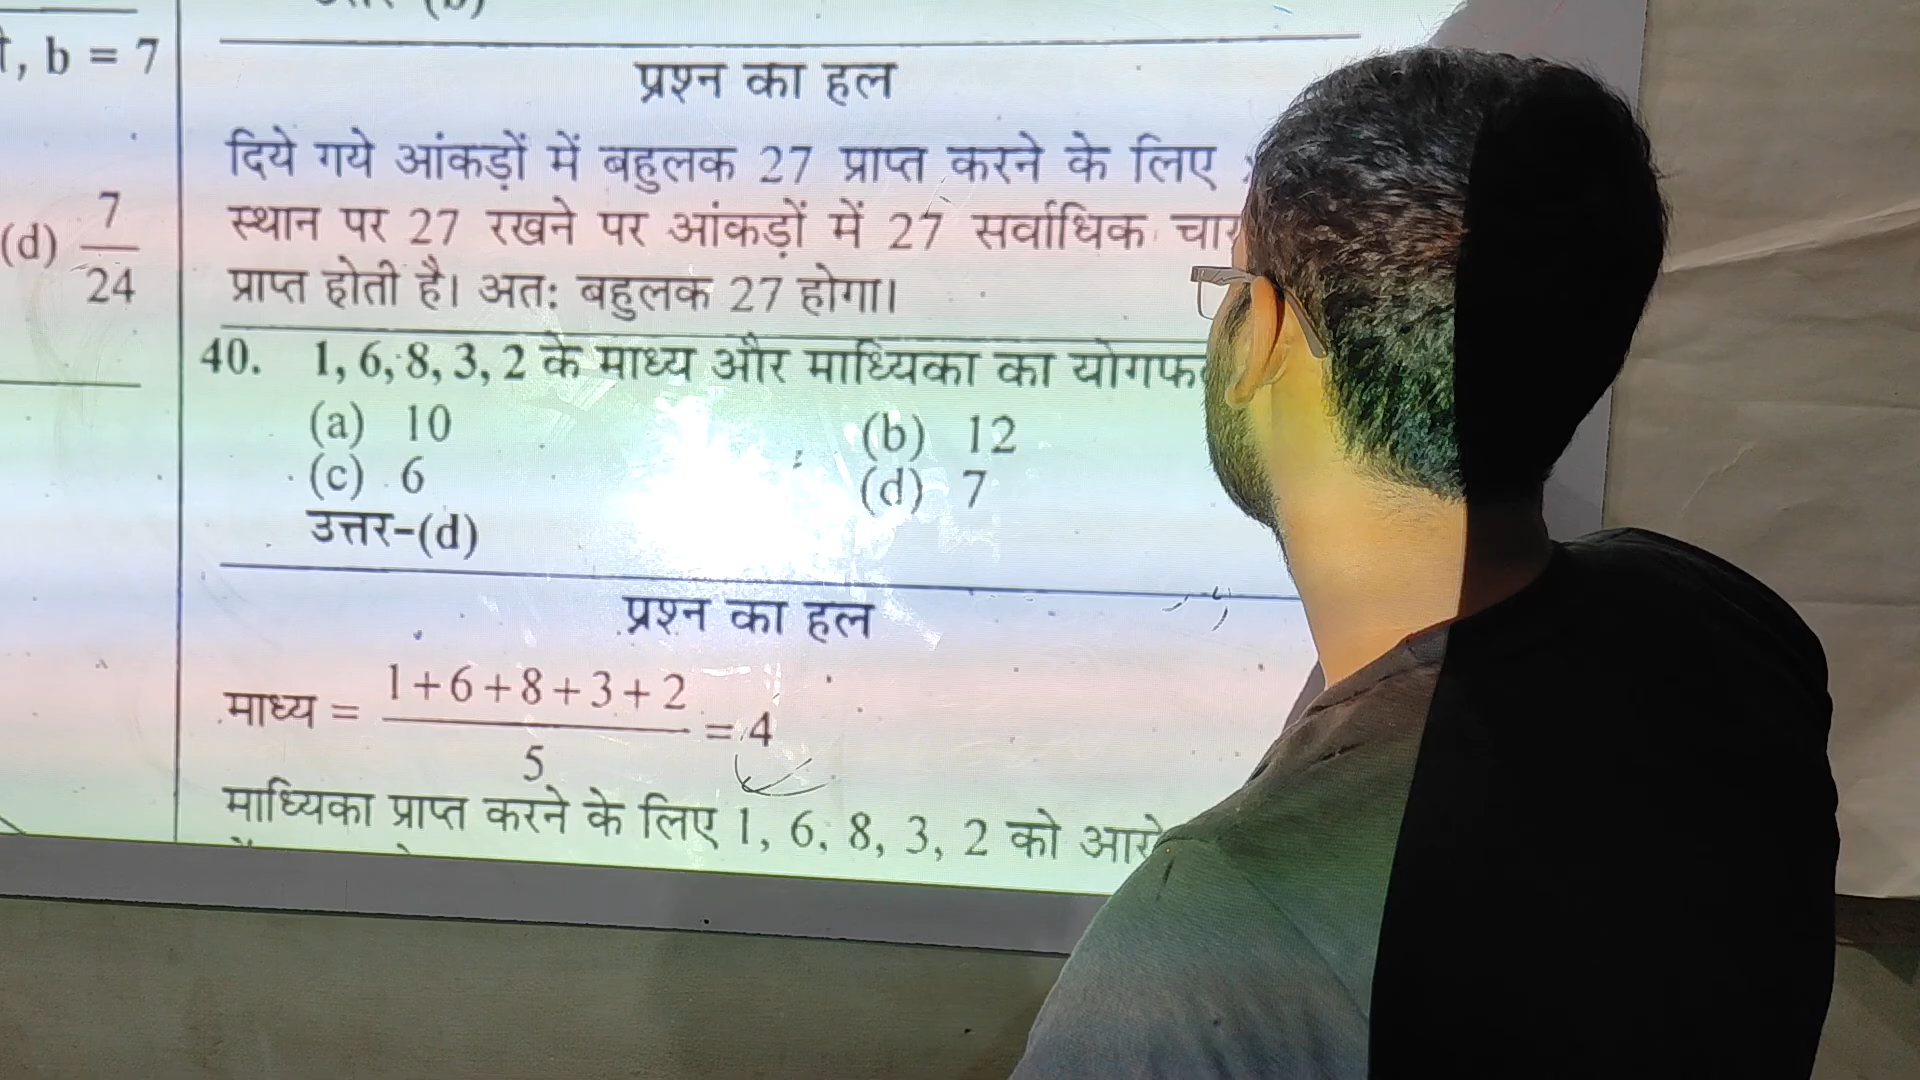 , b = 7
(d) 7/24
प्रश्न का हल
दिये गये आंकड़ों में बहुलक 27 प्राप्त करने के लिए
स्थान पर 27 रखने पर आंकड़ों में 27 सर्वाधिक चार
प्राप्त होती है। अतः बहुलक 27 होगा।
40. 1, 6, 8, 3, 2 के माध्य और माध्यिका का
(a) 10 (b) 12
(c) 6 (d) 7
उत्तर-(d)
प्रश्न का हल
माध्य = 1+6+8+3+2/5 = 4
माध्यिका प्राप्त करने के लिए 1, 6, 8, 3, 2 को